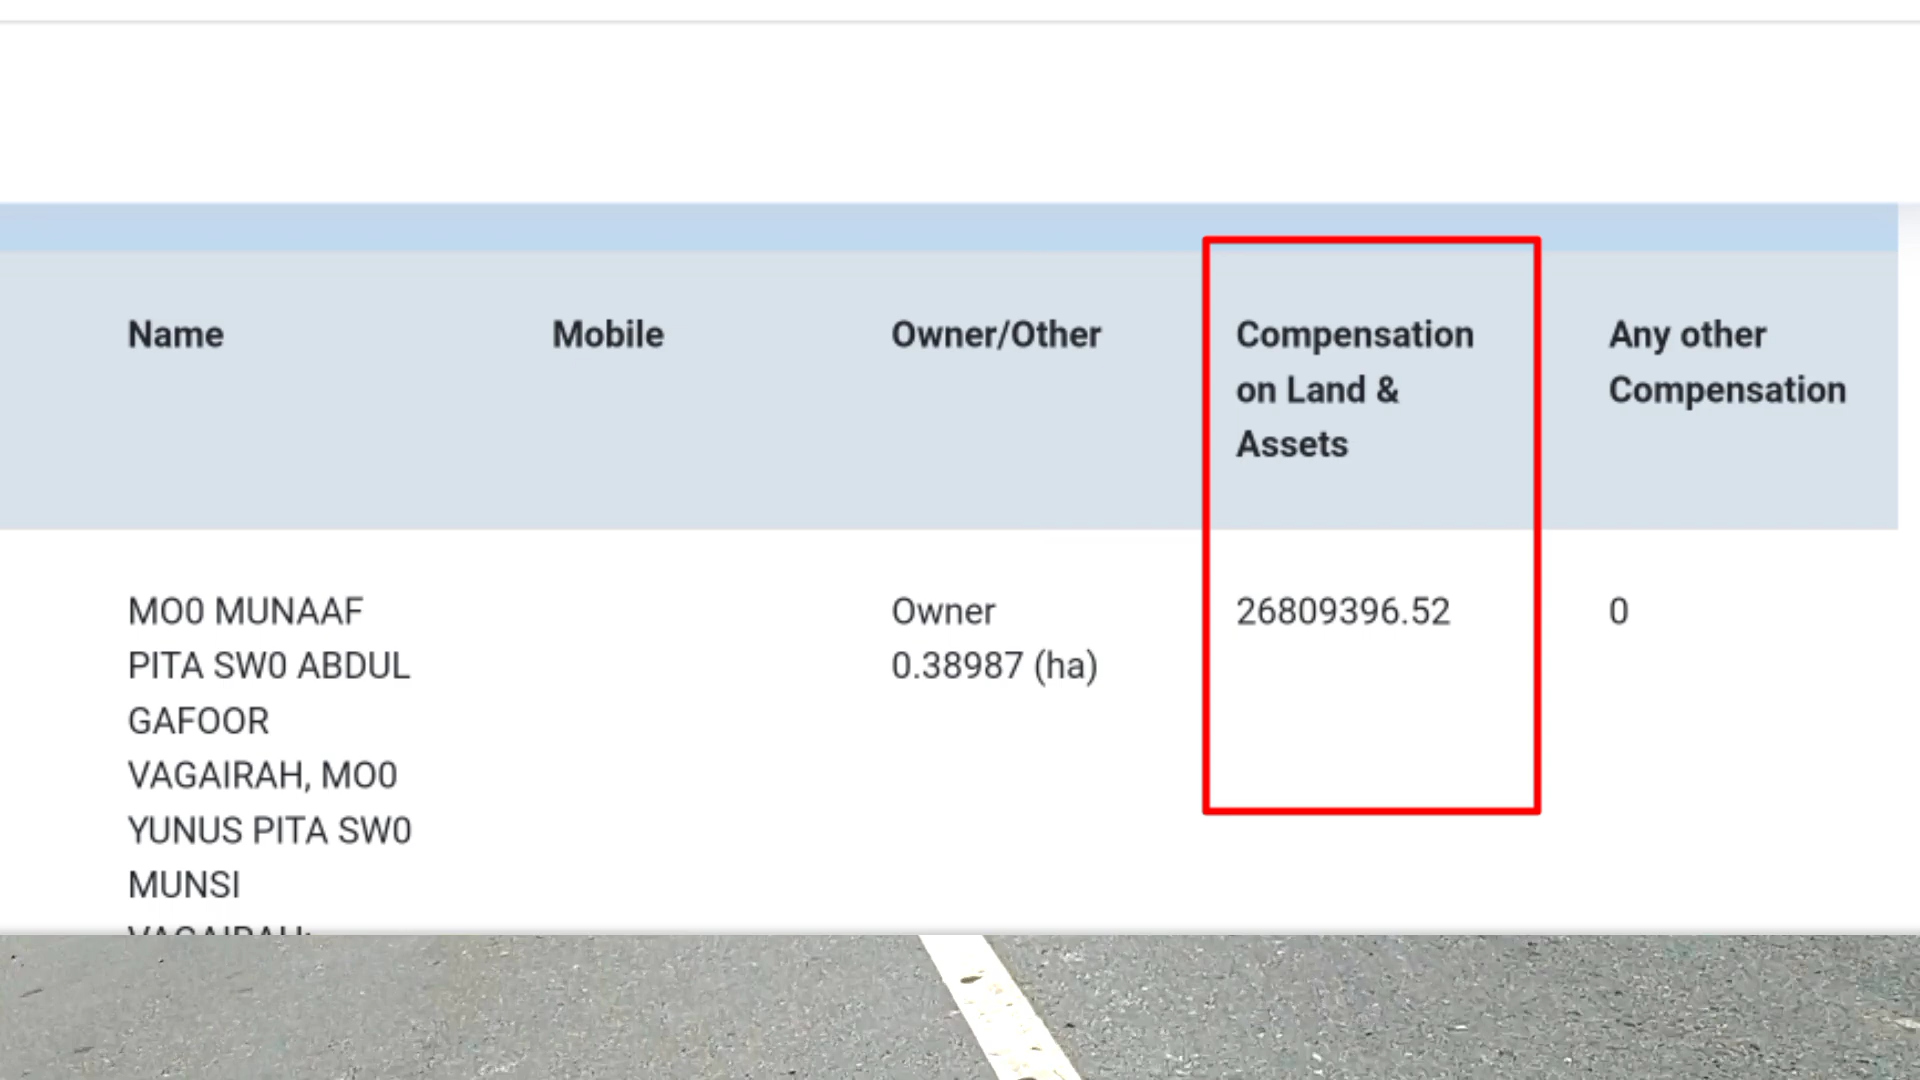 Name Mobile Owner/Other Compensation on Land & Assets Any other Compensation
MO0 MUNAAF Owner 26809396.52 0
PITA SW0 ABDUL 0.38987 (ha)
GAFOOR
VAGAIRAH, MO0
YUNUS PITA SW0
MUNSI
VAGAIRAH;